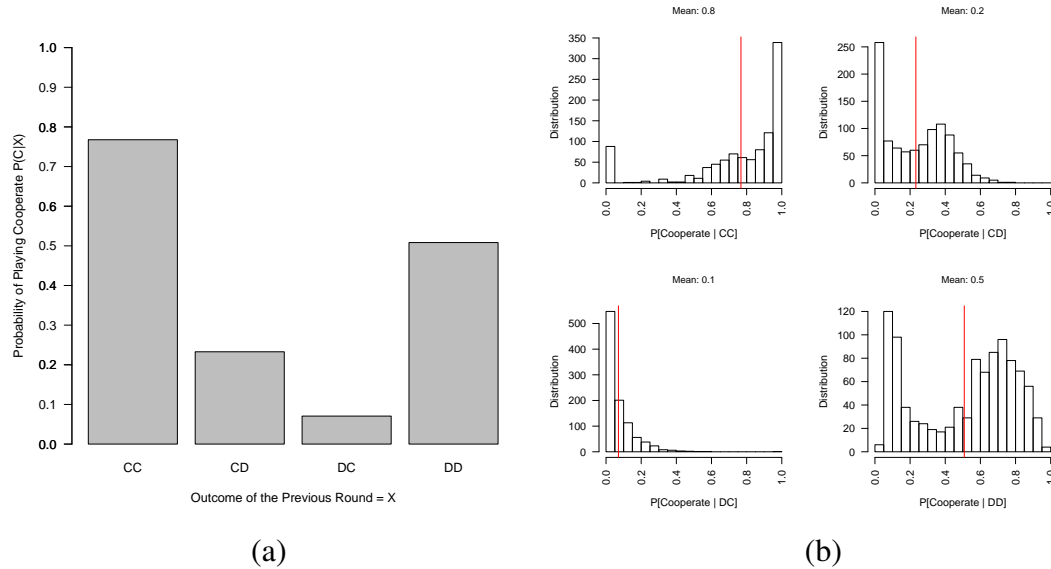 Probability of Playing Cooperate P(C|X)
1.0
0.9
0.8
0.7
0.6
0.5
0.4
0.3
0.2
0.1
0.0
CC CD DC DD
Outcome of the Previous Round = X
(a)
Mean: 0.8
Distribution
350
300
250
200
150
100
50
0
0.0 0.2 0.4 0.6 0.8 1.0
P[Cooperate | CC]
Mean: 0.2
Distribution
250
200
150
100
50
0
0.0 0.2 0.4 0.6 0.8 1.0
P[Cooperate | CD]
Mean: 0.1
Distribution
500
400
300
200
100
0
0.0 0.2 0.4 0.6 0.8 1.0
P[Cooperate | DC]
Mean: 0.5
Distribution
120
100
80
60
40
20
0
0.0 0.2 0.4 0.6 0.8 1.0
P[Cooperate | DD]
(b)